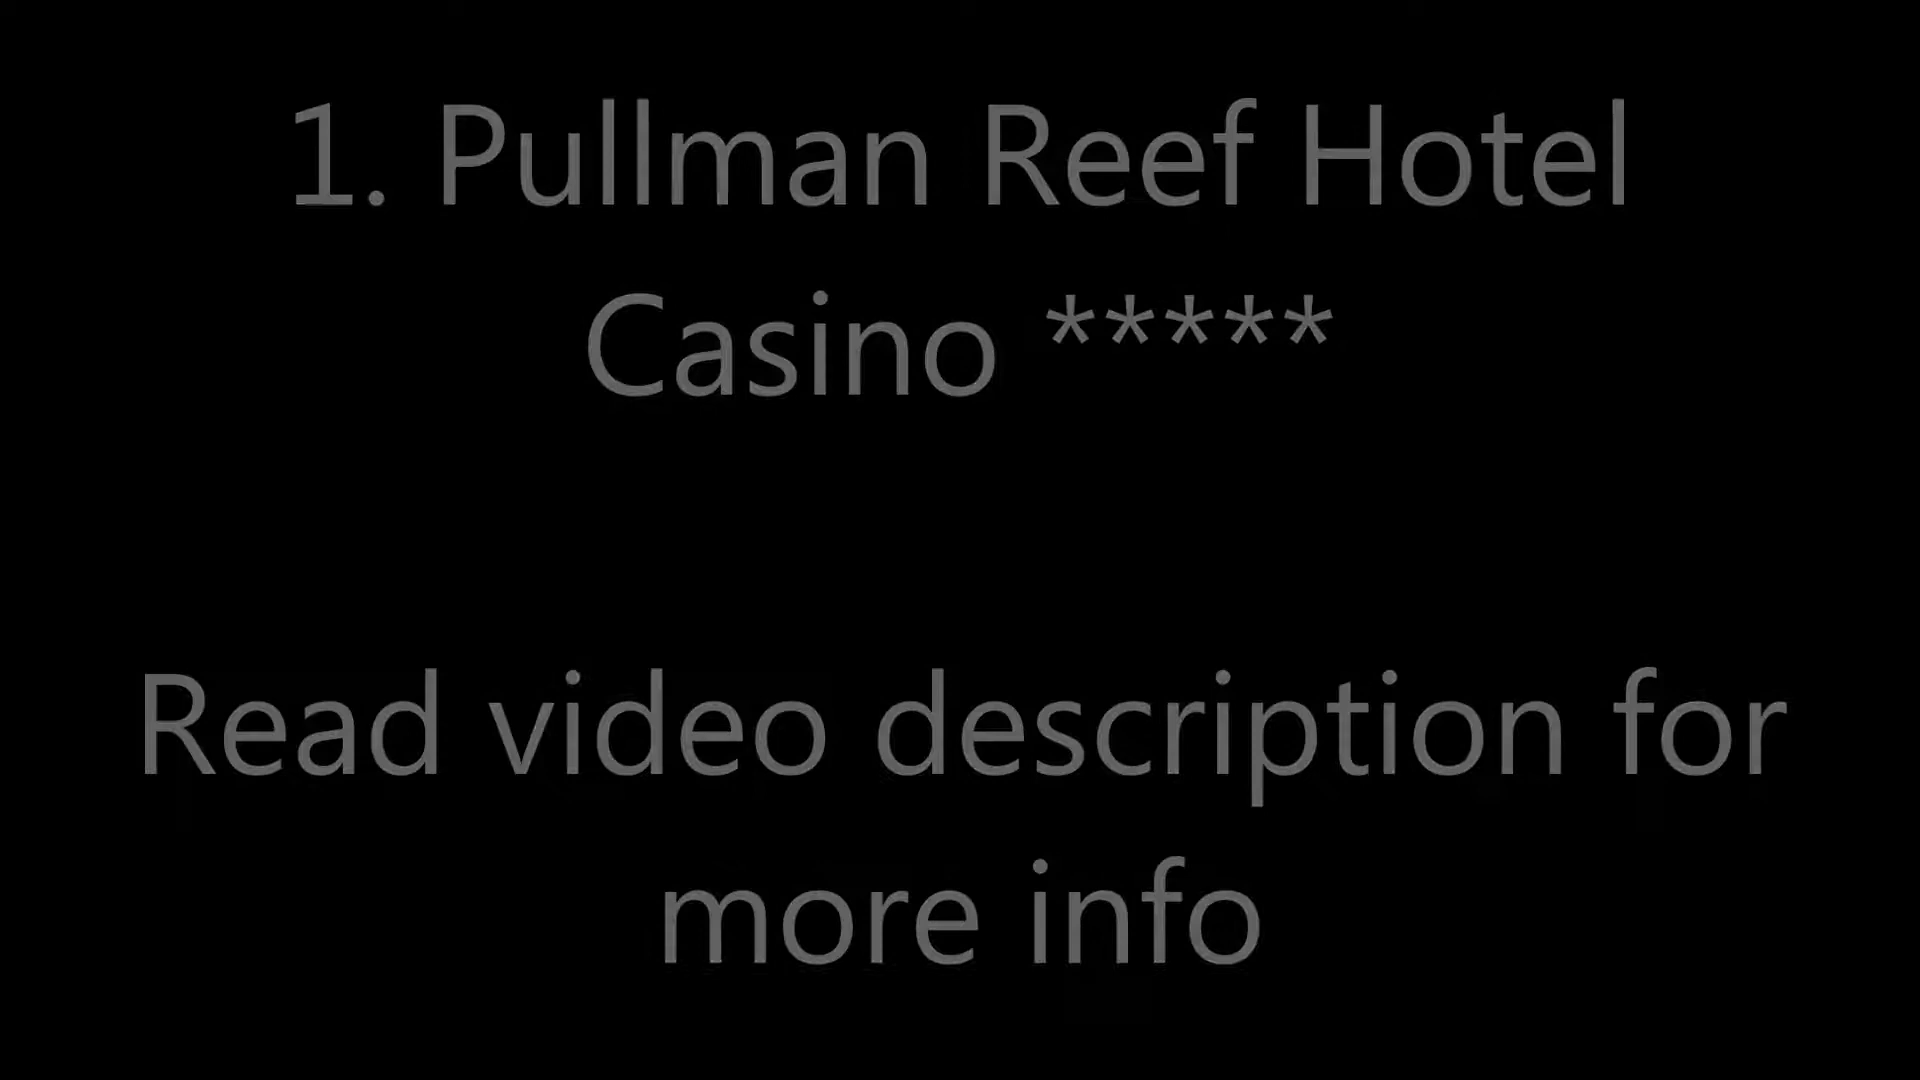 1. Pullman Reef Hotel
Casino *****
Read video description for
more info